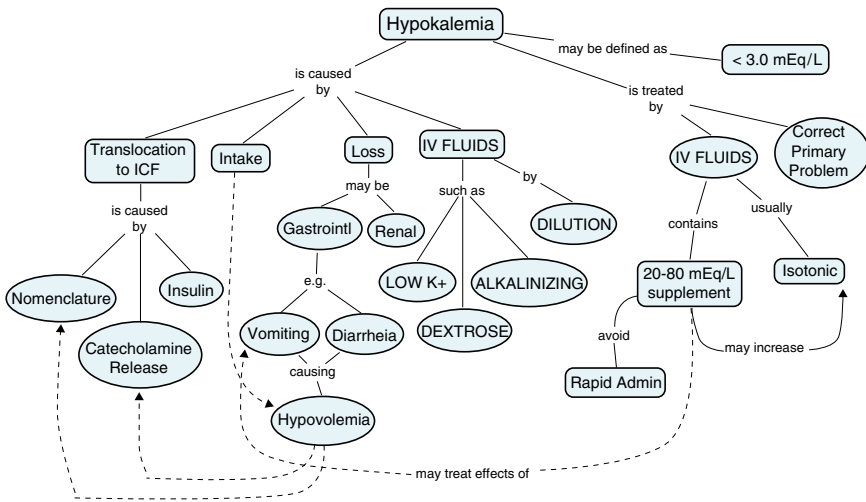 Hypokalemia
may be defined as
< 3.0 mEq/L
is caused
by
is treated
by
Translocation
to ICF
Intake
Loss
IV FLUIDS
IV FLUIDS
Correct
Primary
Problem
is caused
by
may be
such as
by
contains
usually
Gastrointl
Renal
DILUTION
Nomenclature
Insulin
e.g.
LOW K+
ALKALINIZING
20-80 mEq/L
supplement
Isotonic
Catecholamine
Release
Vomiting
Diarrheia
DEXTROSE
avoid
may increase
causing
Rapid Admin
Hypovolemia
may treat effects of